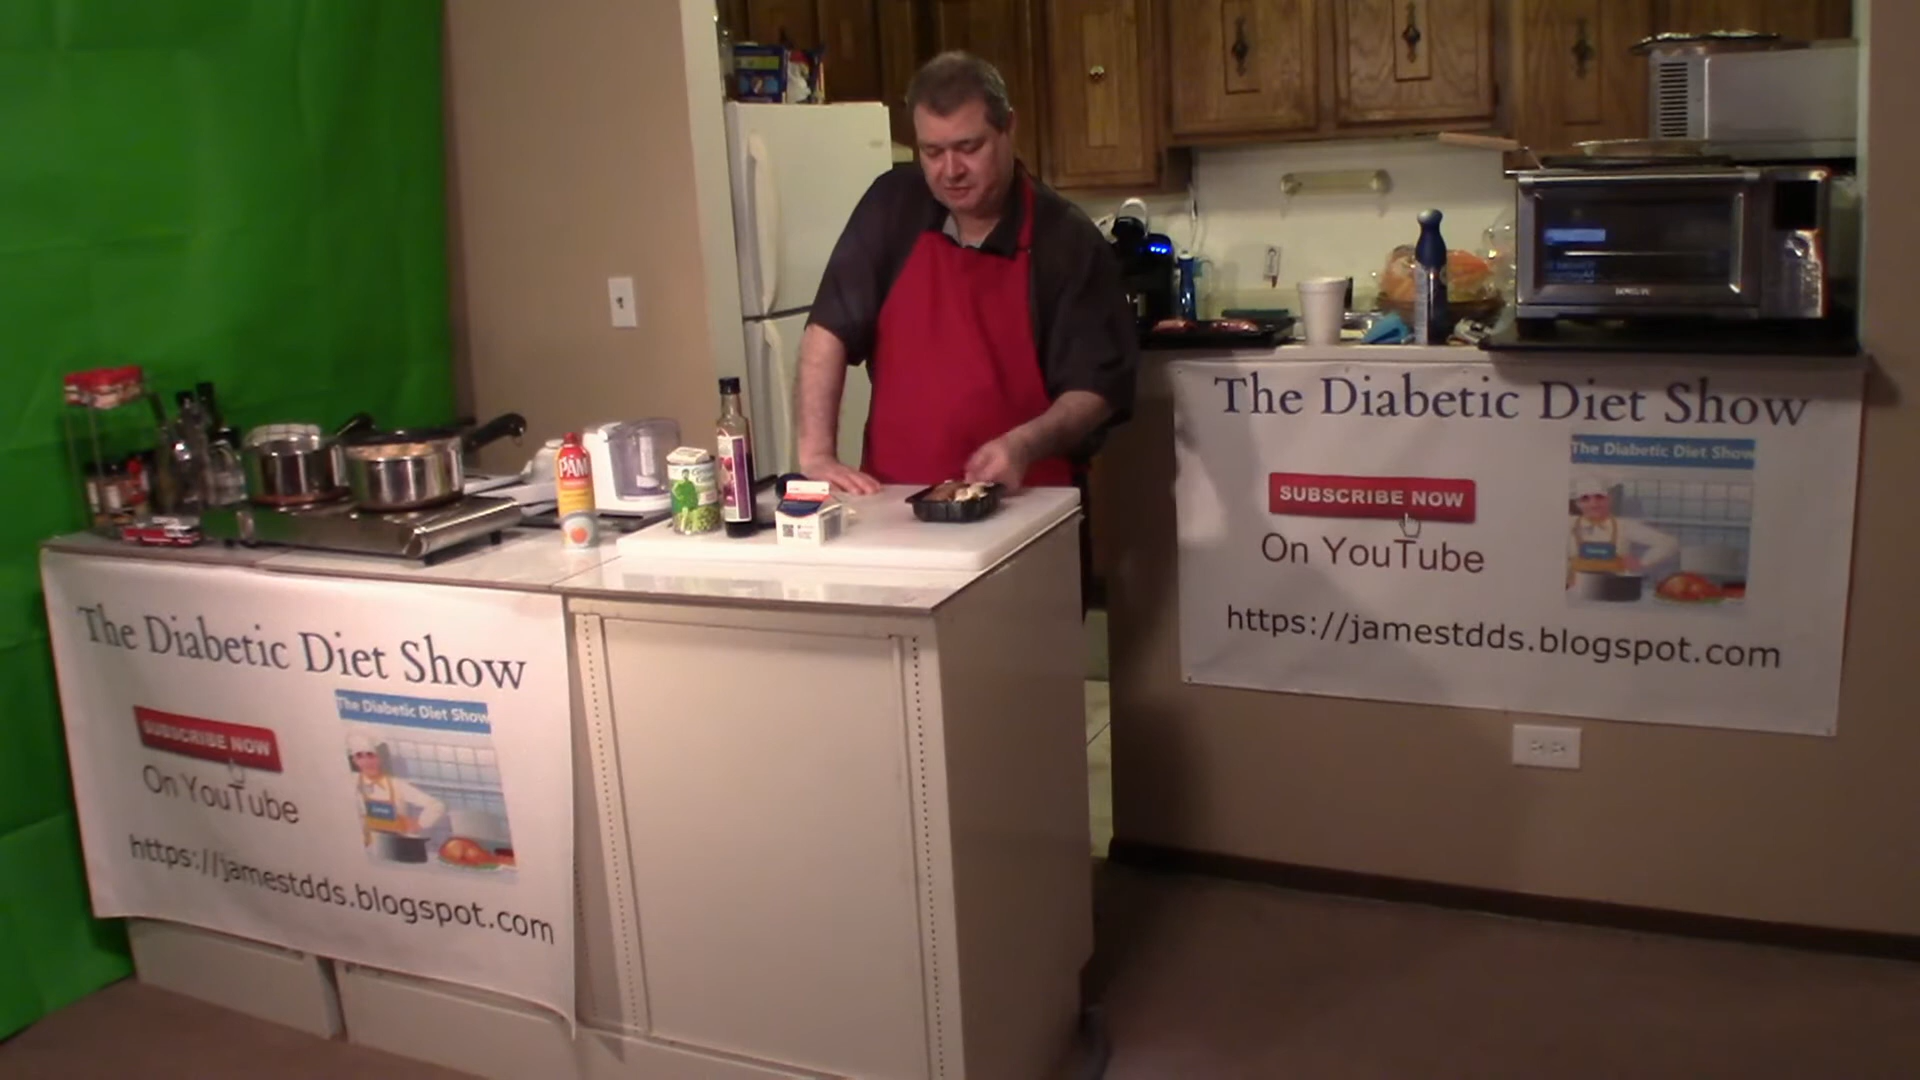 The Diabetic Diet Show
The Diabetic Diet Show
SUBSCRIBE NOW
On YouTube
https://jamestdds.blogspot.com
PAM
The Diabetic Diet Show
The Diabetic Diet Show
SUBSCRIBE NOW
On YouTube
https://jamestdds.blogspot.com